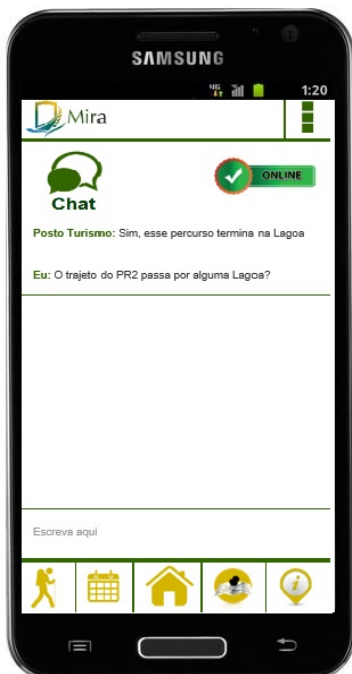 SAMSUNG
4G 1:20
Mira
Chat
ONLINE
Posto Turismo: Sim, esse percurso termina na Lagoa
Eu: O trajeto do PR2 passa por alguma Lagoa?
Escreva aqui
i